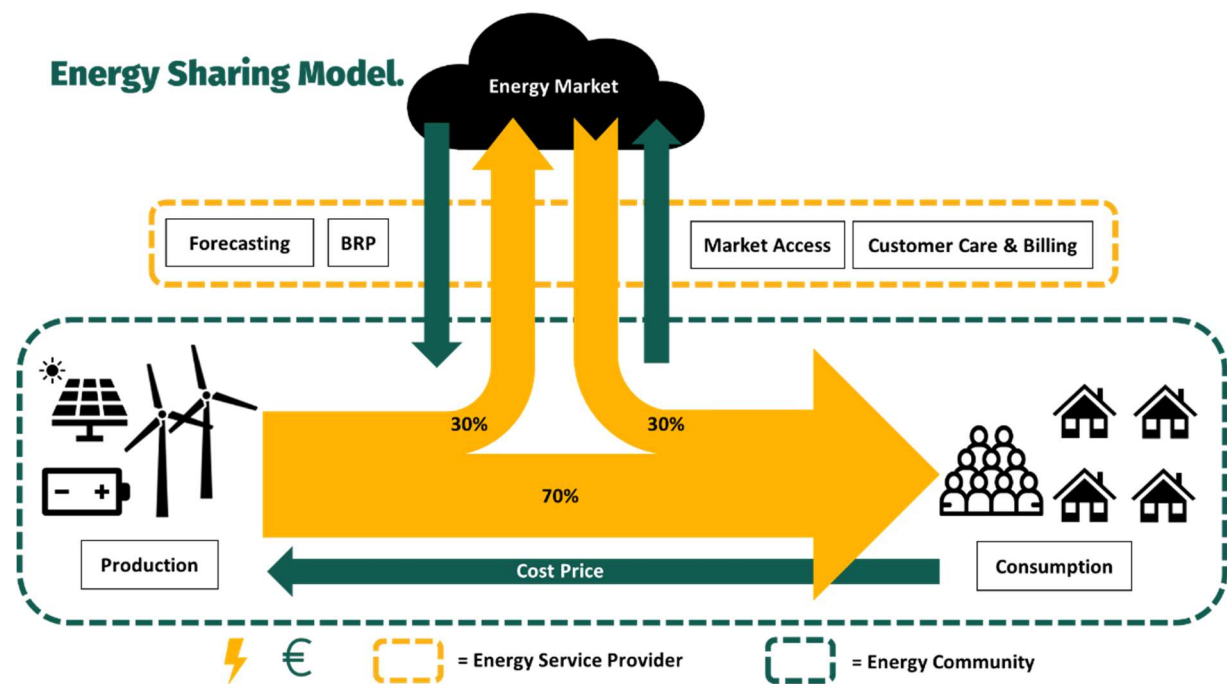 Energy Sharing Model.
Energy Market
Forecasting
BRP
Market Access
Customer Care & Billing
30%
30%
70%
Production
Cost Price
Consumption
€
= Energy Service Provider
= Energy Community